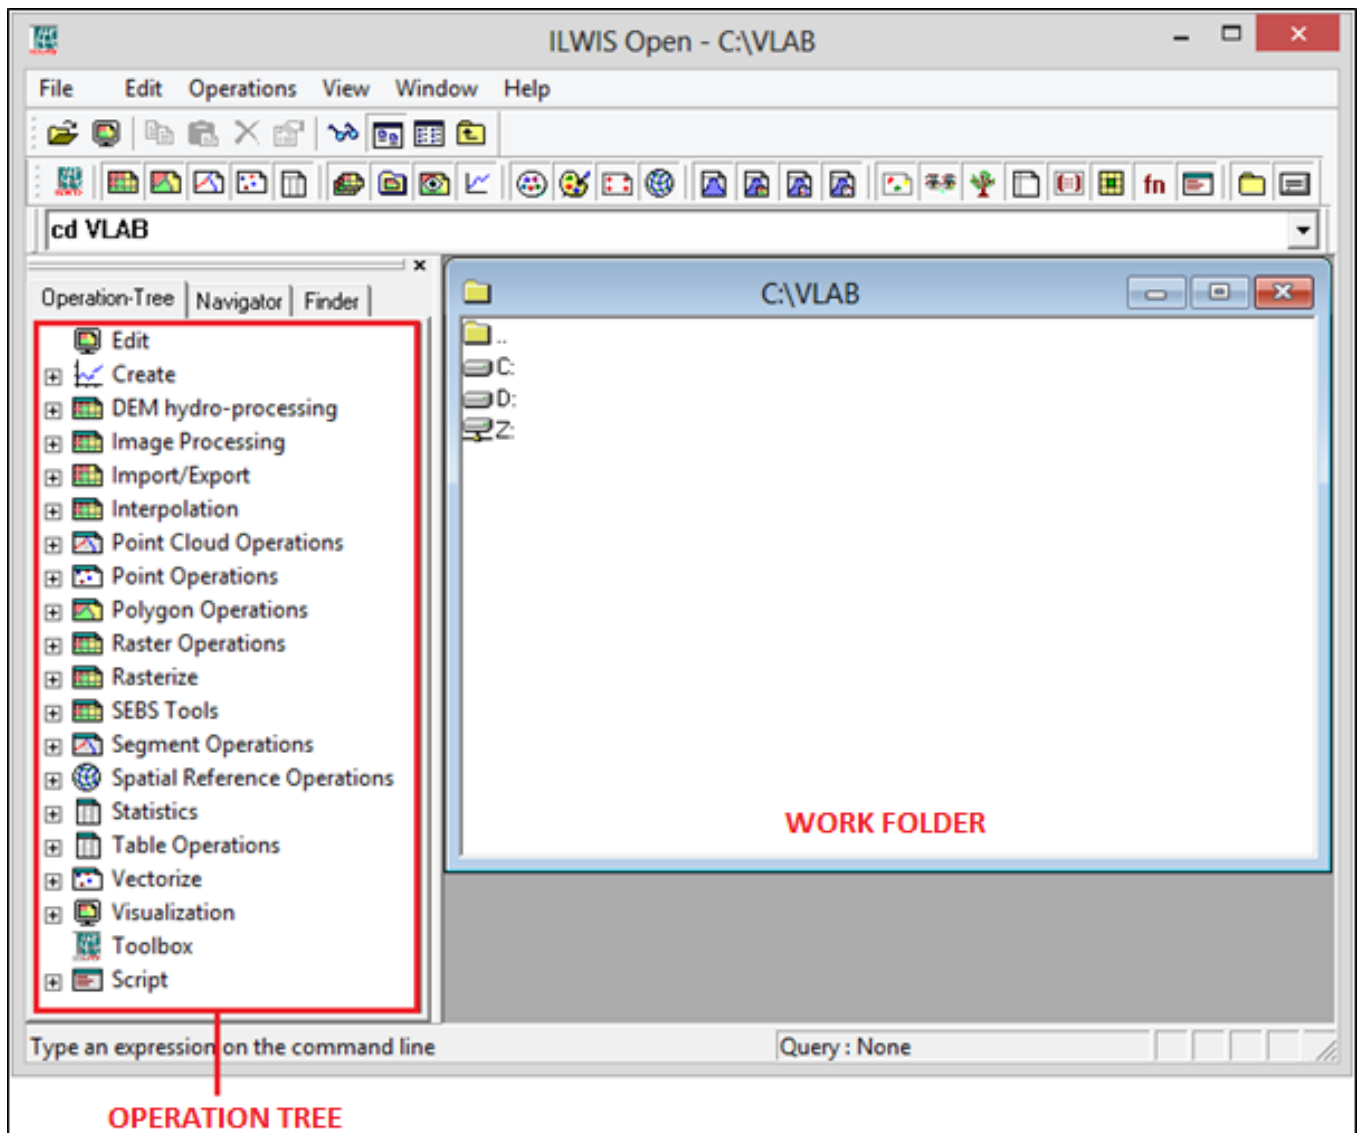 ILWIS Open - C:\VLAB
File Edit Operations View Window Help
fn
cd VLAB
Operation-Tree Navigator Finder
Edit
Create
DEM hydro-processing
Image Processing
Import/Export
Interpolation
Point Cloud Operations
Point Operations
Polygon Operations
Raster Operations
Rasterize
SEBS Tools
Segment Operations
Spatial Reference Operations
Statistics
Table Operations
Vectorize
Visualization
Toolbox
Script
C:\VLAB
..
C:
D:
Z:
WORK FOLDER
Type an expression on the command line
Query : None
OPERATION TREE